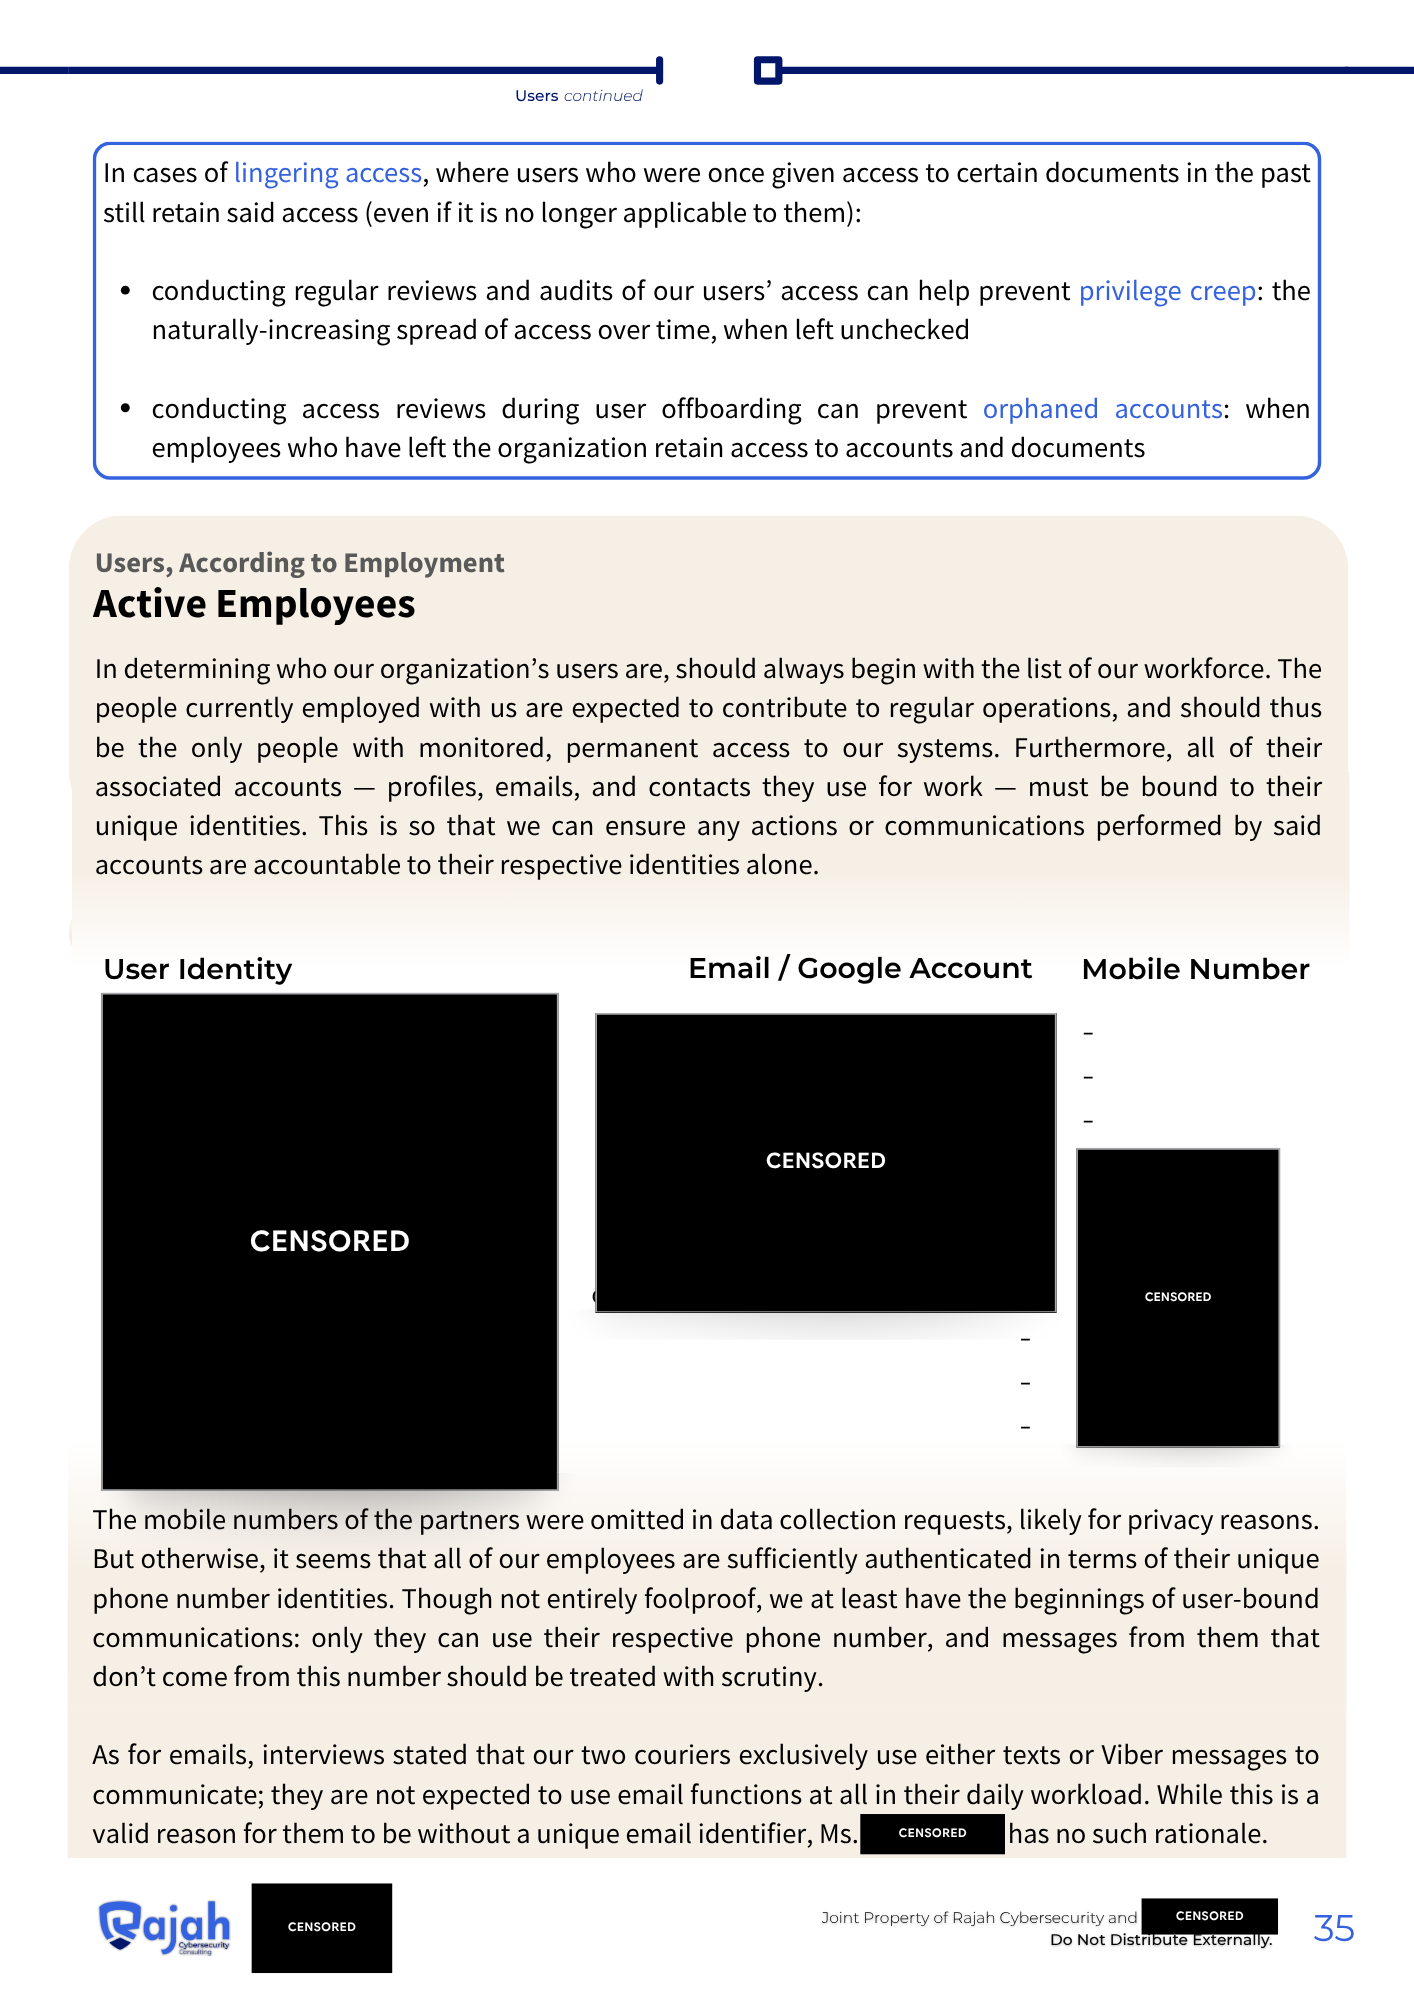 Users continued
In cases of lingering access, where users who were once given access to certain documents in the past
still retain said access (even if it is no longer applicable to them):
• conducting regular reviews and audits of our users’ access can help prevent privilege creep: the
naturally-increasing spread of access over time, when left unchecked
• conducting access reviews during user offboarding can prevent orphaned accounts: when
employees who have left the organization retain access to accounts and documents
Users, According to Employment
Active Employees
In determining who our organization’s users are, should always begin with the list of our workforce. The
people currently employed with us are expected to contribute to regular operations, and should thus
be the only people with monitored, permanent access to our systems. Furthermore, all of their
associated accounts — profiles, emails, and contacts they use for work — must be bound to their
unique identities. This is so that we can ensure any actions or communications performed by said
accounts are accountable to their respective identities alone.
User Identity
CENSORED
Email / Google Account
CENSORED
-
-
-
Mobile Number
-
-
-
CENSORED
The mobile numbers of the partners were omitted in data collection requests, likely for privacy reasons.
But otherwise, it seems that all of our employees are sufficiently authenticated in terms of their unique
phone number identities. Though not entirely foolproof, we at least have the beginnings of user-bound
communications: only they can use their respective phone number, and messages from them that
don’t come from this number should be treated with scrutiny.
As for emails, interviews stated that our two couriers exclusively use either texts or Viber messages to
communicate; they are not expected to use email functions at all in their daily workload. While this is a
valid reason for them to be without a unique email identifier, Ms. CENSORED has no such rationale.
Rajah
Cybersecurity
Consulting
CENSORED
Joint Property of Rajah Cybersecurity and CENSORED
Do Not Distribute Externally.
35